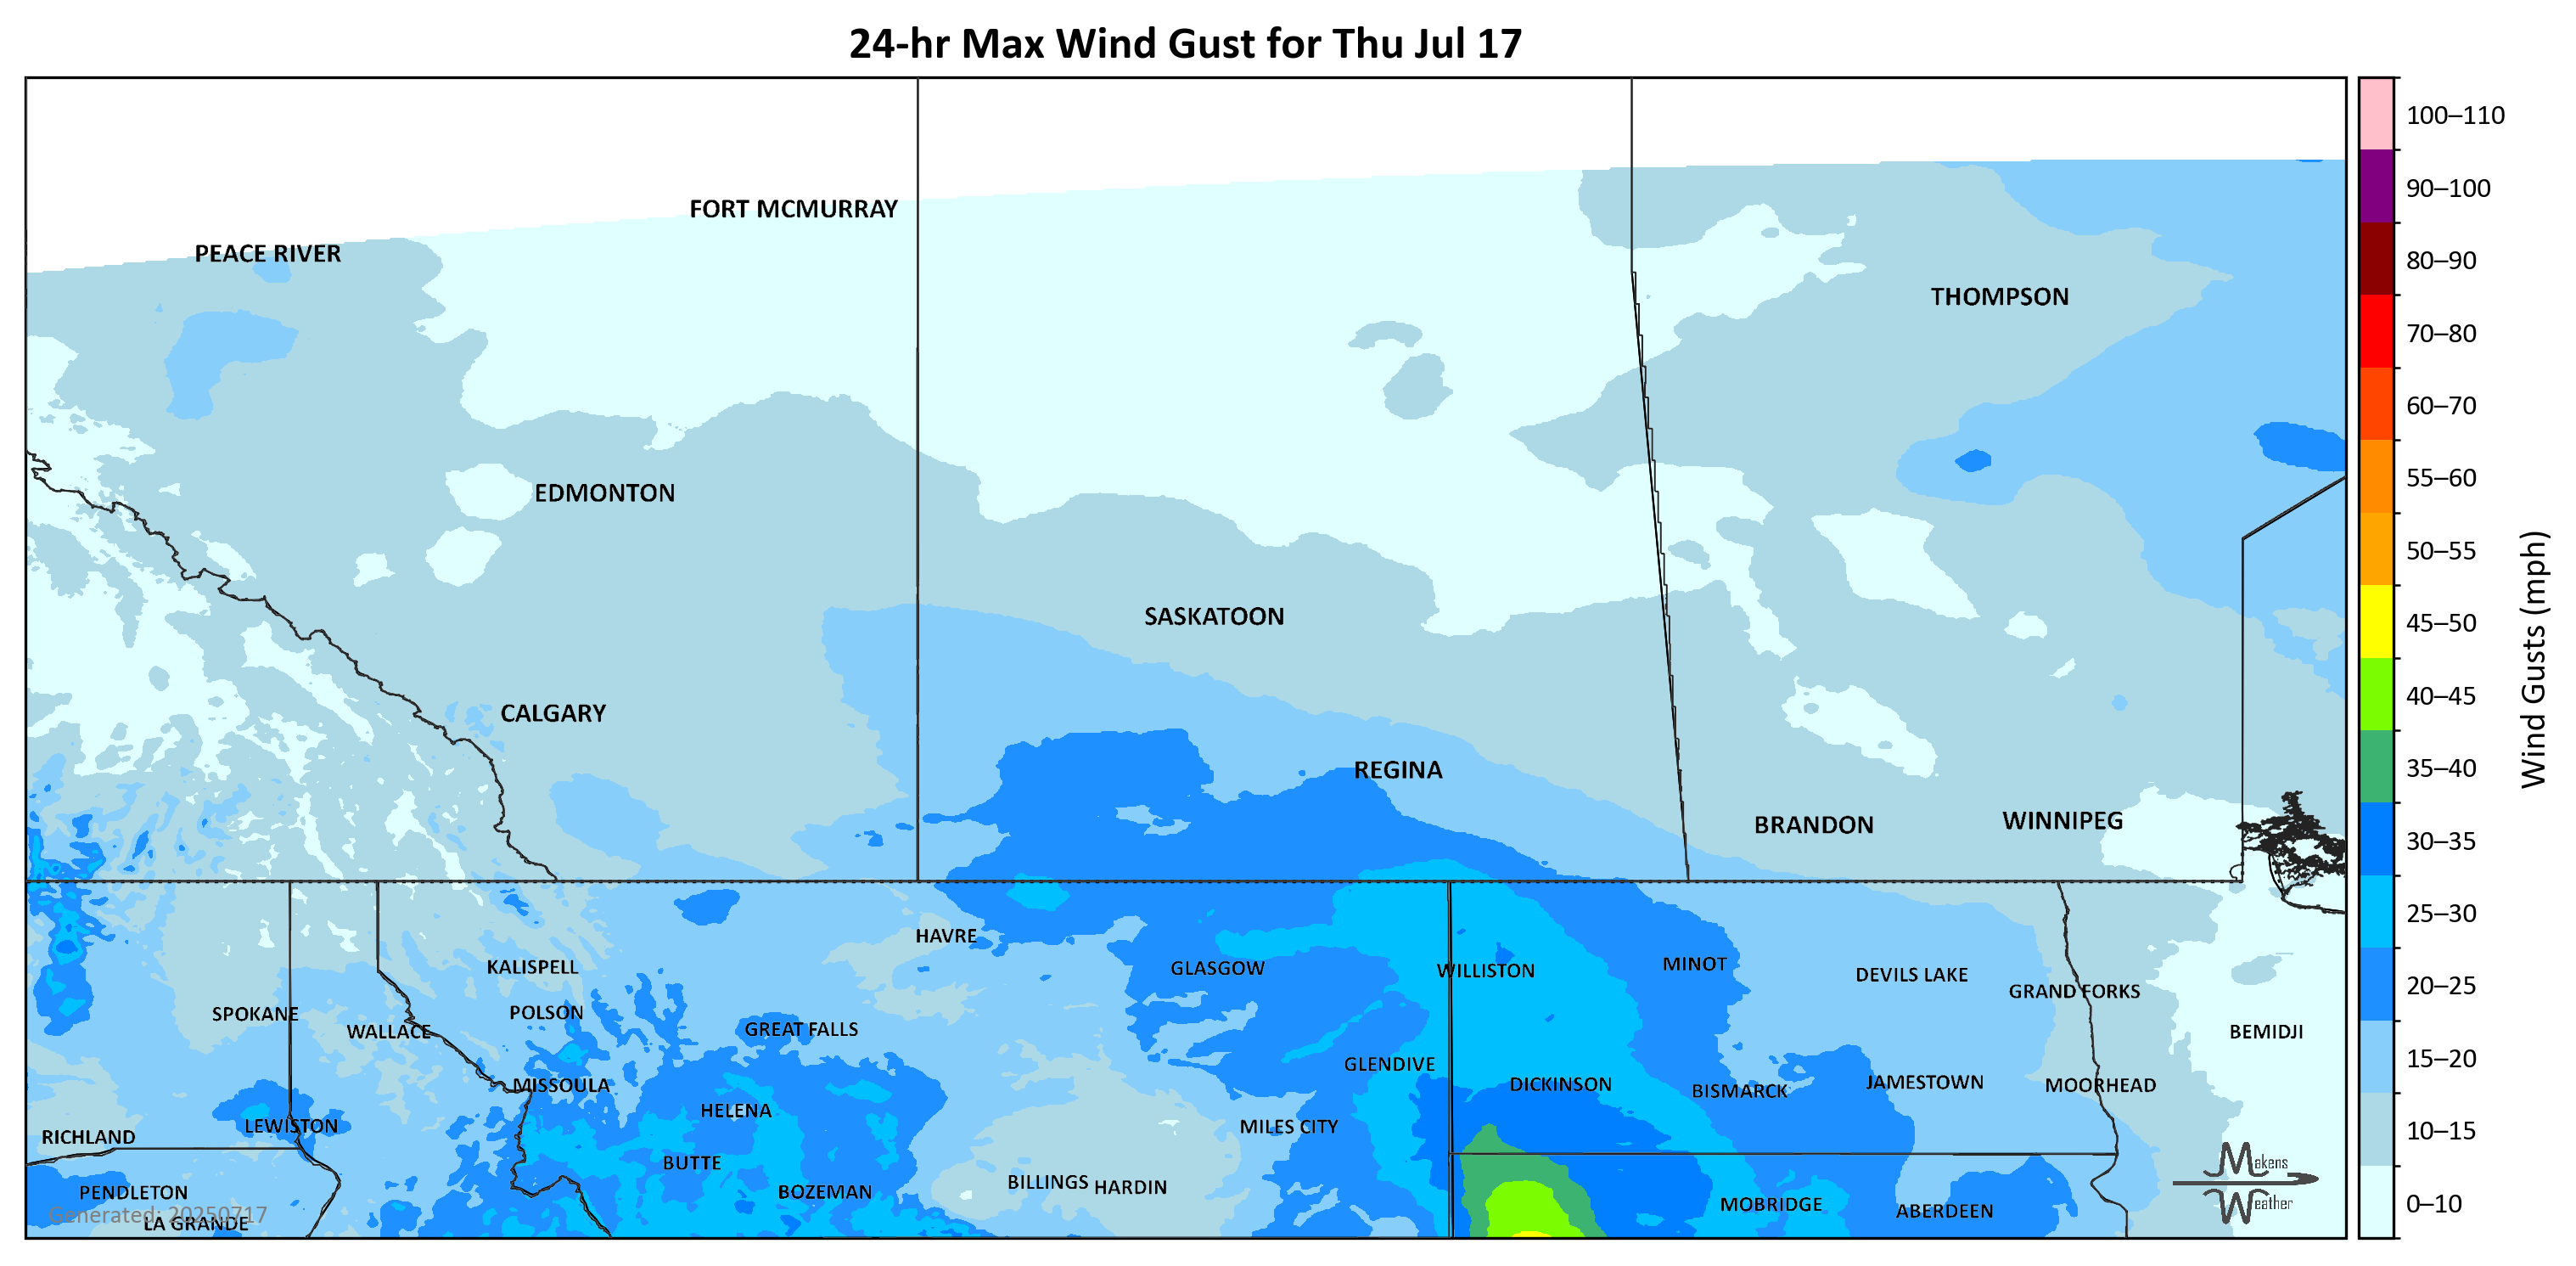 24-hr Max Wind Gust for Thu Jul 17
100–110
FORT MCMURRAY
90–100
PEACE RIVER
80–90
THOMPSON
70–80
60–70
55–60
EDMONTON
50–55
SASKATOON
45–50
Wind Gusts (mph)
CALGARY
40–45
REGINA
35–40
BRANDON
WINNIPEG
30–35
25–30
HAVRE
KALISPELL
GLASGOW
WILLISTON
MINOT
DEVILS LAKE
20–25
GRAND FORKS
SPOKANE
POLSON
WALLACE
GREAT FALLS
BEMIDJI
15–20
GLENDIVE
MISSOULA
DICKINSON
BISMARCK
JAMESTOWN
MOORHEAD
HELENA
LEWISTON
MILES CITY
10–15
RICHLAND
BUTTE
Makens
PENDLETON
BOZEMAN
BILLINGS
HARDIN
MOBRIDGE
ABERDEEN
Weather
0–10
Generated: 20250717
LA GRANDE